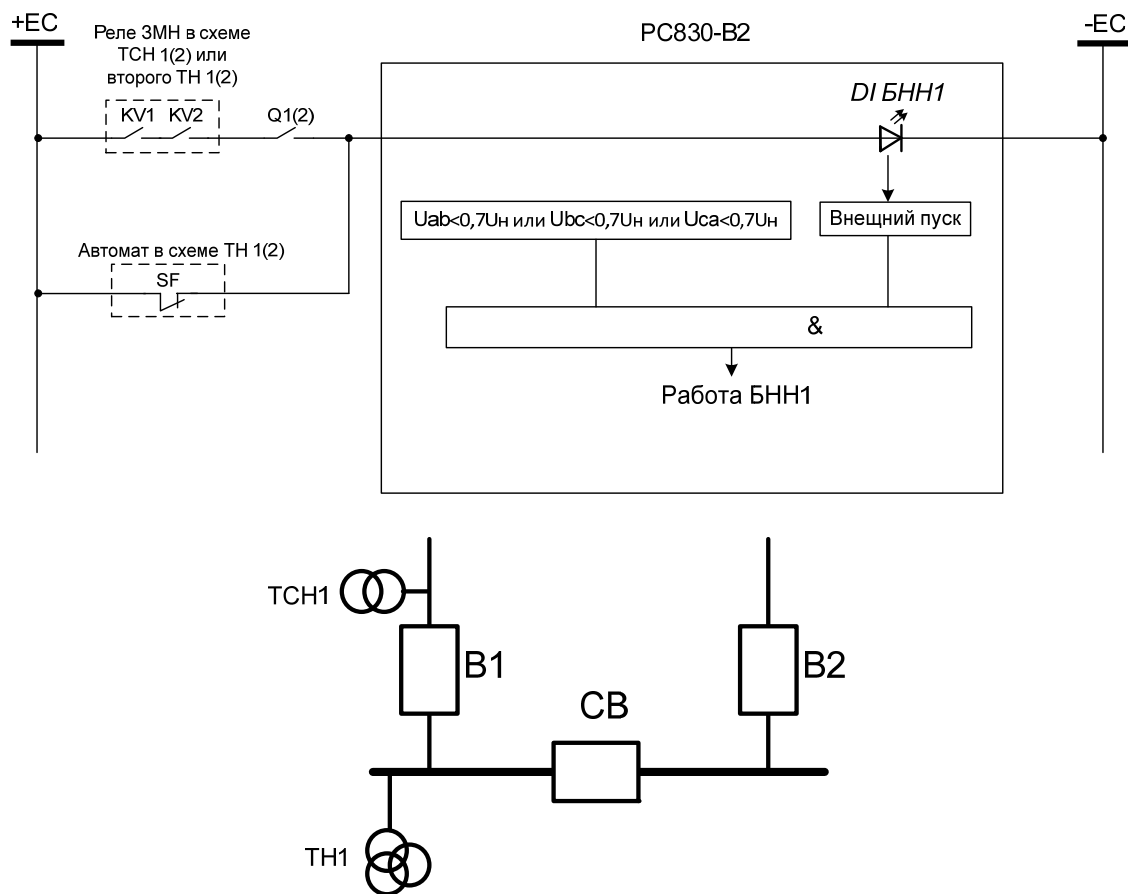 +ЕС
Реле ЗМН в схеме
ТСН 1(2) или
второго ТН 1(2)
KV1
KV2
Q1(2)
РС830-В2
-ЕС
DI БНН1
Uab<0,7Uн или Ubc<0,7Uн или Uca<0,7Uн
Внещний пуск
Автомат в схеме ТН 1(2)
SF
&
Работа БНН1
ТСН1
В1
В2
СВ
ТН1